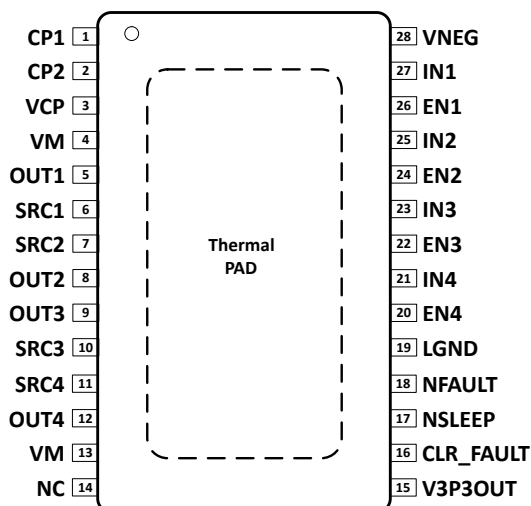 CP1 1 28 VNEG
CP2 2 27 IN1
VCP 3 26 EN1
VM 4 25 IN2
OUT1 5 24 EN2
SRC1 6 23 IN3
SRC2 7 22 EN3
Thermal
PAD
OUT2 8 21 IN4
OUT3 9 20 EN4
SRC3 10 19 LGND
SRC4 11 18 NFAULT
OUT4 12 17 NSLEEP
VM 13 16 CLR_FAULT
NC 14 15 V3P3OUT